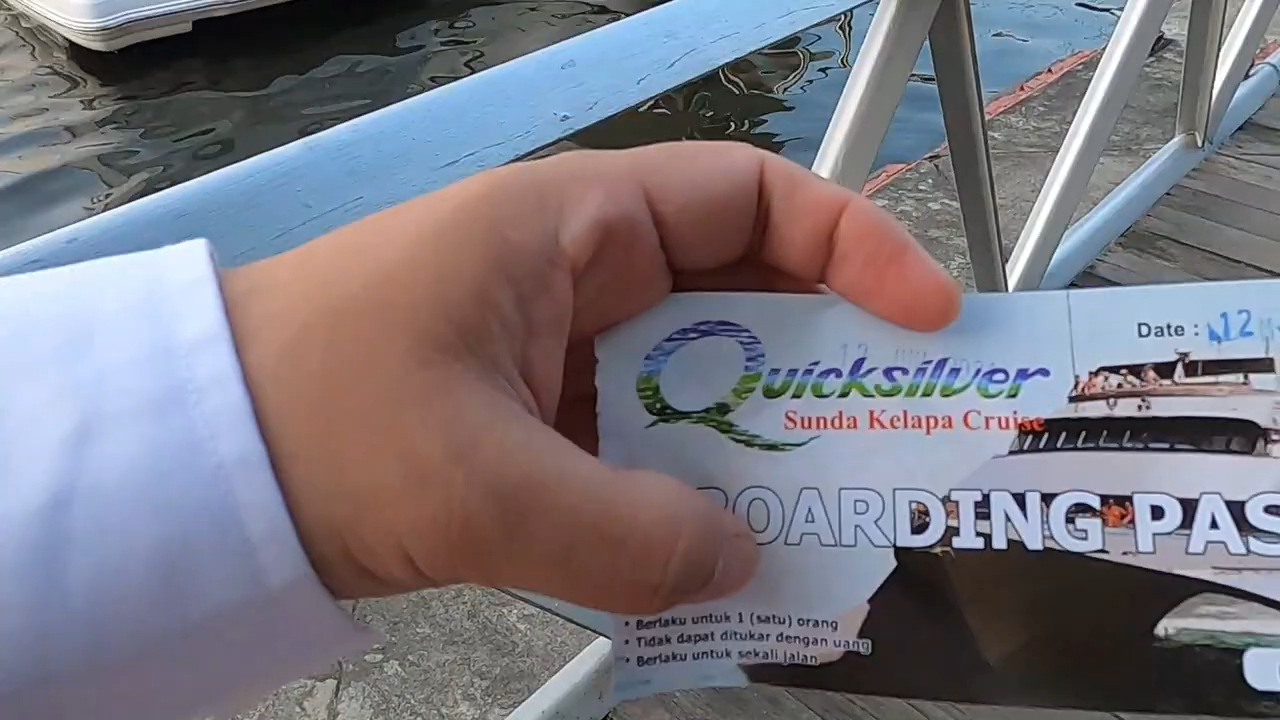 Date : 12
Quicksilver
Sunda Kelapa Cruise
BOARDING PAS
• Berlaku untuk 1 (satu) orang
• Tidak dapat ditukar dengan uang
• Berlaku untuk sekali jalan